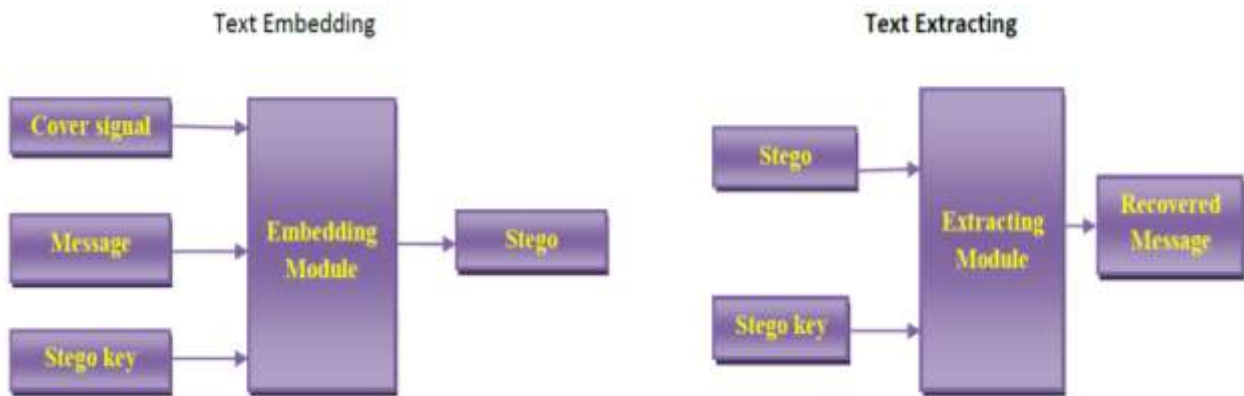 Text Embedding
Cover signal
Message
Stego key
Embedding
Module
Stego
Text Extracting
Stego
Stego key
Extracting
Module
Recovered
Message